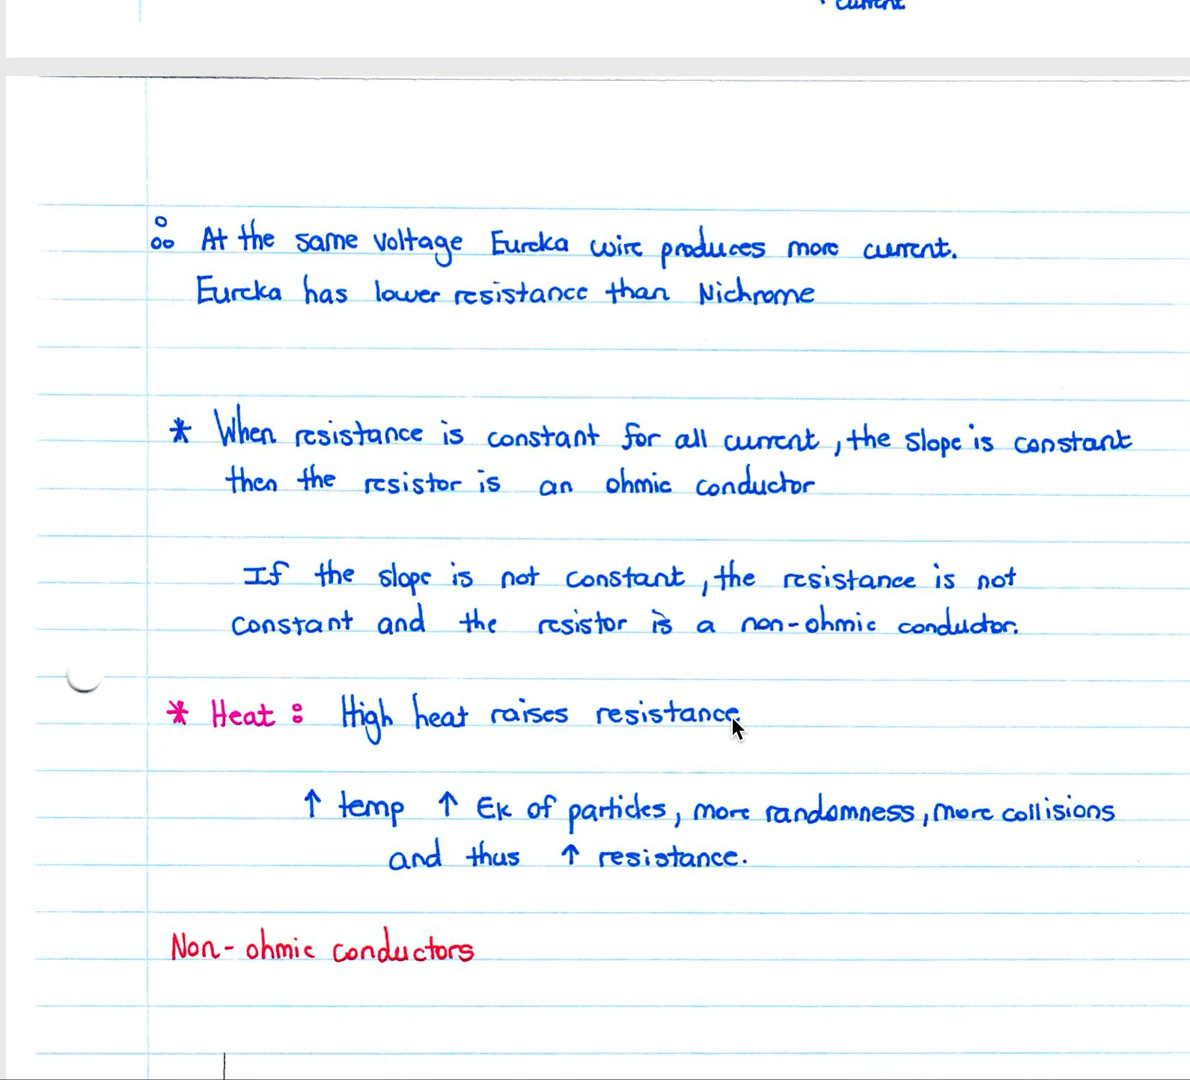 current
∴ At the same voltage Eureka wire produces more current.
Eureka has lower resistance than Nichrome
* When resistance is constant for all current, the slope is constant
then the resistor is an ohmic conductor
If the slope is not constant, the resistance is not
constant and the resistor is a non-ohmic conductor.
* Heat: High heat raises resistance
↑ temp ↑ Ek of particles, more randomness, more collisions
and thus ↑ resistance.
Non-ohmic conductors